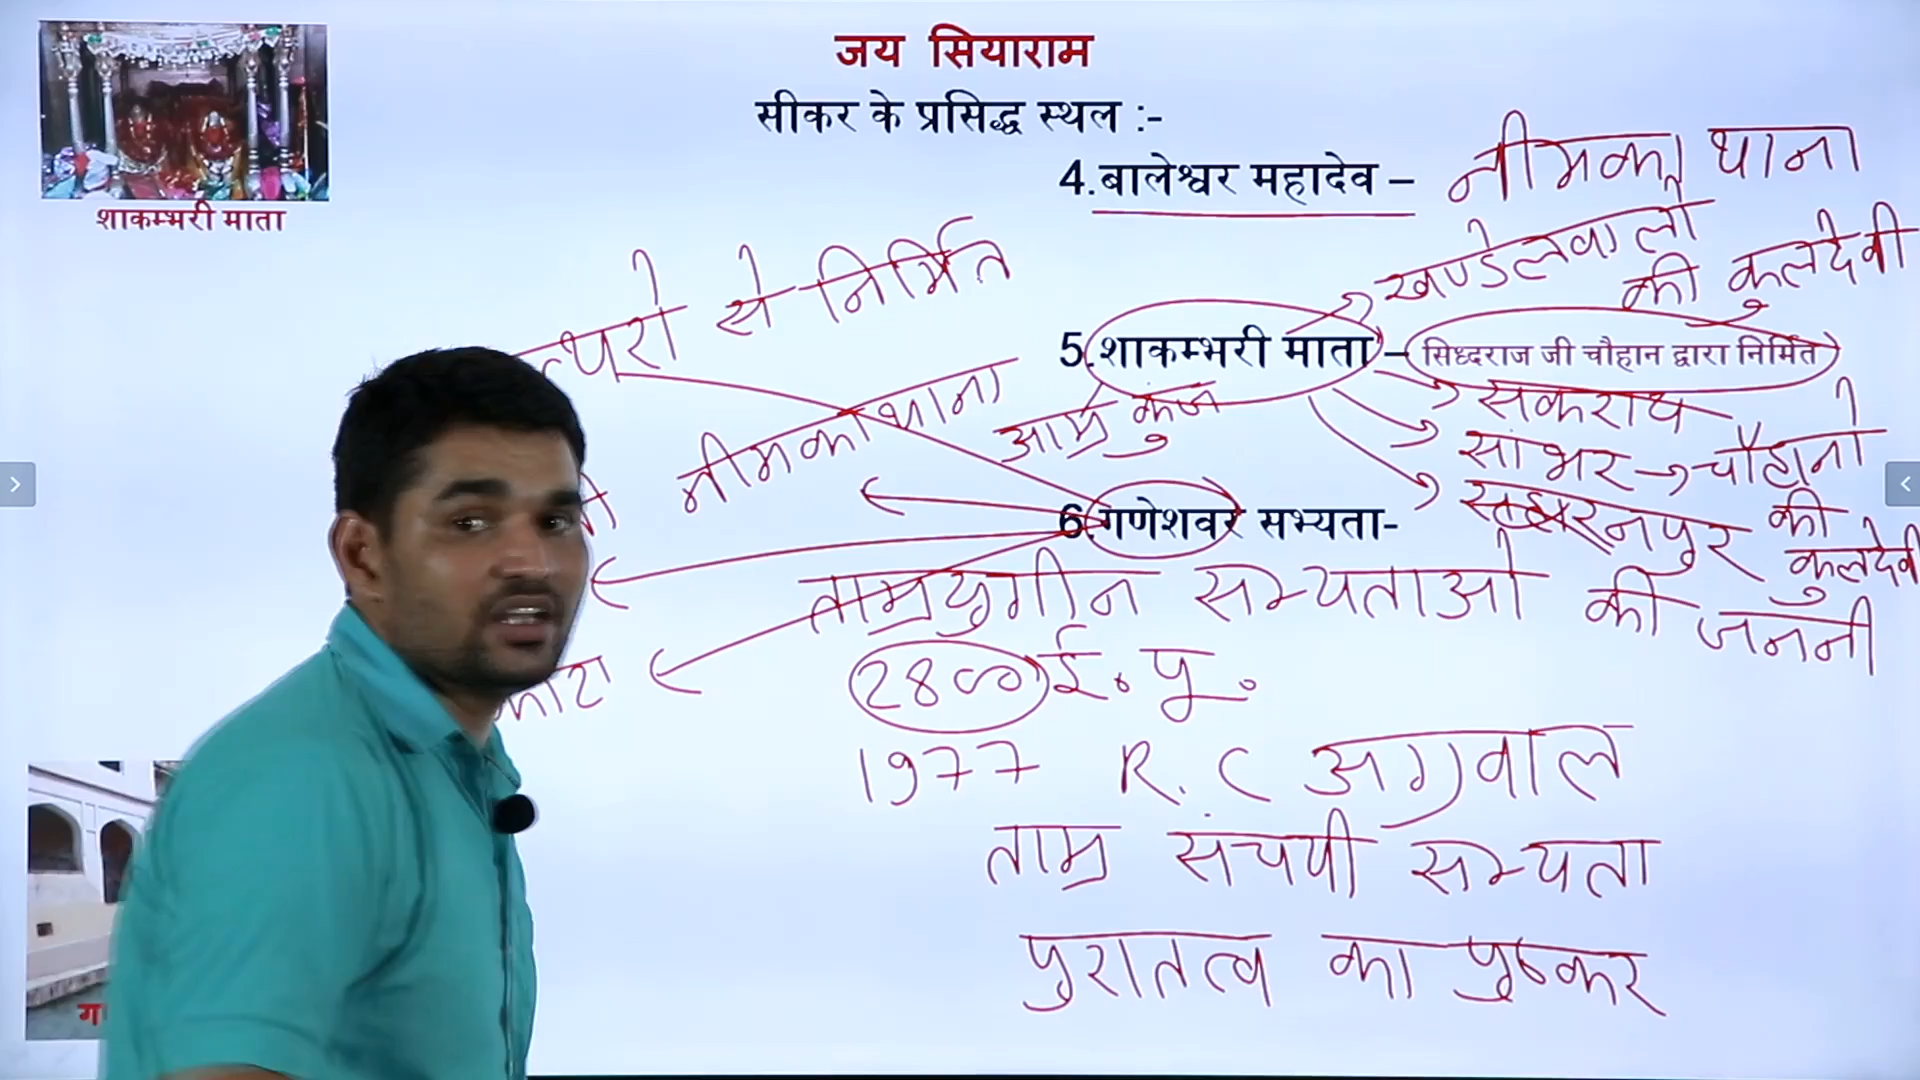 जय सियाराम
सीकर के प्रसिद्ध स्थल :-
शाकम्भरी माता
4.बालेश्वर महादेव – नीमका थाना
खण्डेलवालो
की कुलदेवी
5.शाकम्भरी माता – सिध्दराज जी चौहान द्वारा निर्मित
सकराय
सांभर → चौहानो
की
कुलदेवी
सहारनपुर
आम्र कुंज
से निर्मित
नीमकाथाना
6.गणेशवर सभ्यता-
ताम्रयुगीन सभ्यताओ की जननी
2800 ई. पू.
1977 R. C अग्रवाल
ताम्र संचयी सभ्यता
पुरातत्व का पुष्कर